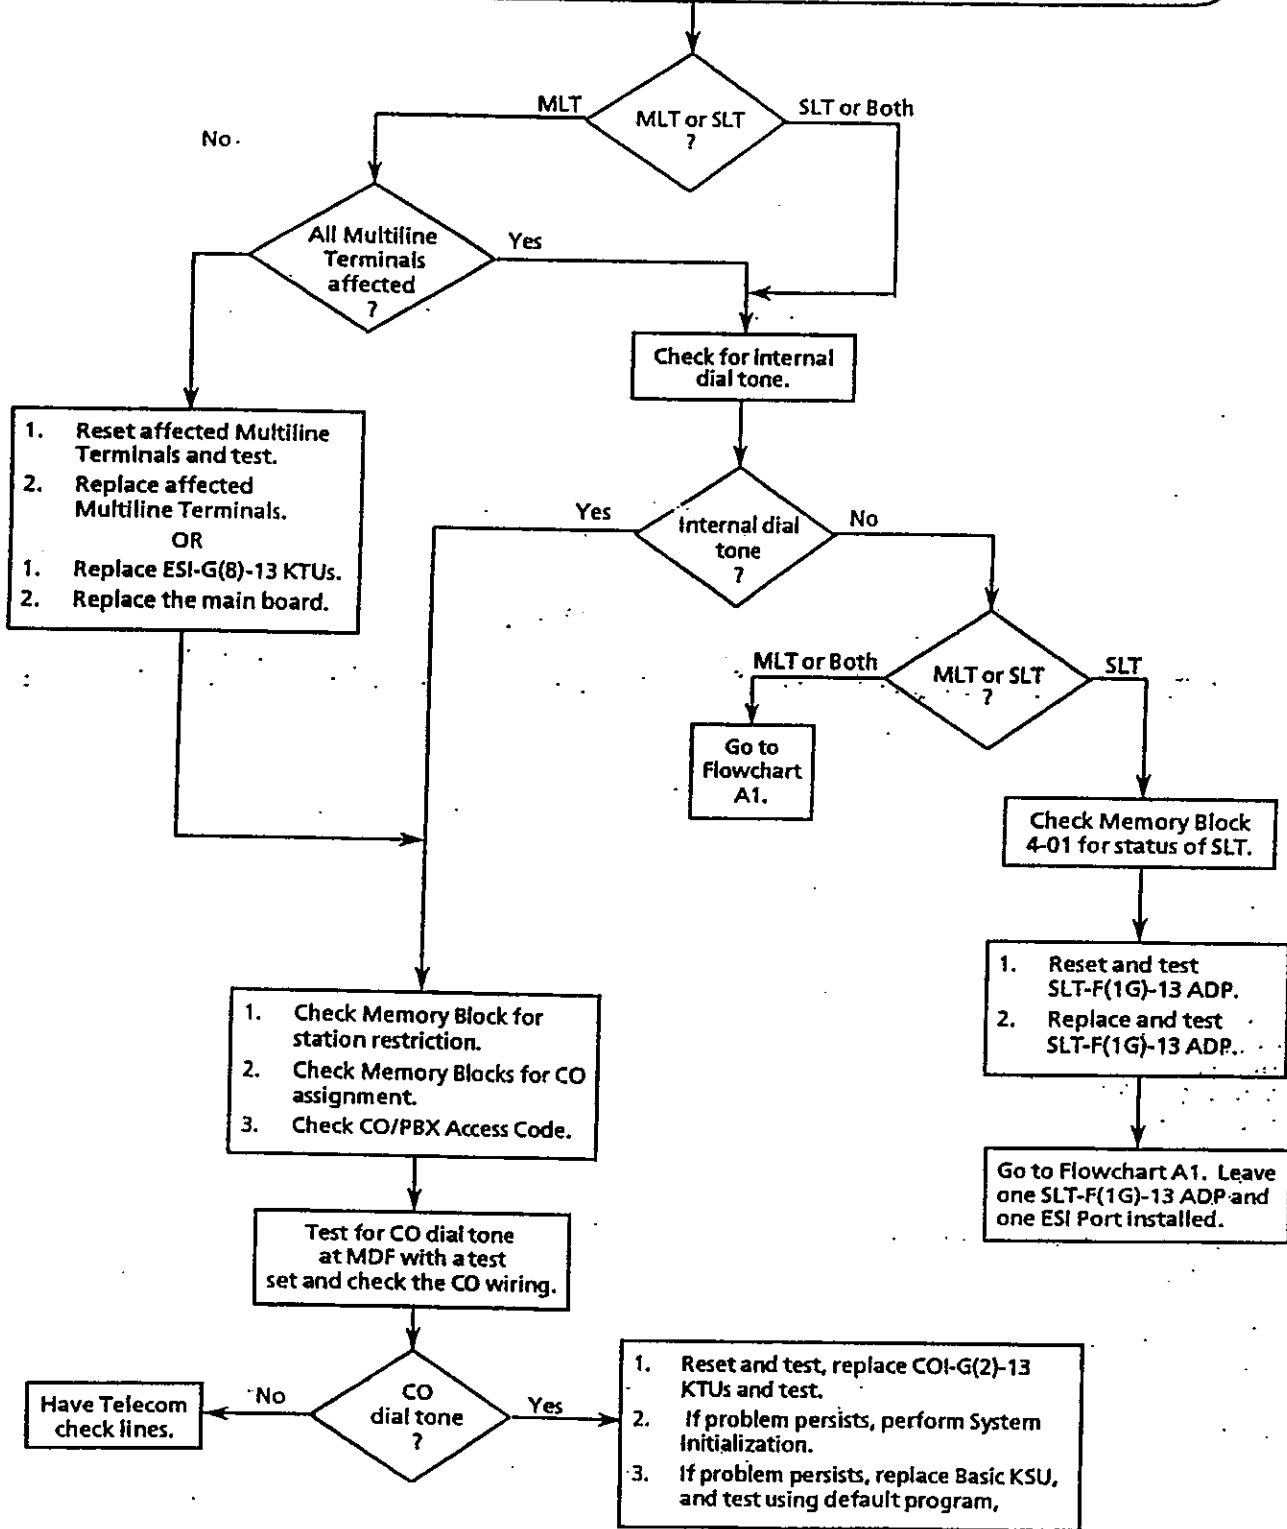 MLT
MLT or SLT
?
SLT or Both
No.
All Multiline
Terminals
affected
?
Yes
Check for internal
dial tone.
1. Reset affected Multiline
Terminals and test.
2. Replace affected
Multiline Terminals.
OR
1. Replace ESI-G(8)-13 KTUs.
2. Replace the main board.
Yes
Internal dial
tone
?
No
MLT or Both
MLT or SLT
?
SLT
Go to
Flowchart
A1.
Check Memory Block
4-01 for status of SLT.
1. Reset and test
SLT-F(1G)-13 ADP.
2. Replace and test
SLT-F(1G)-13 ADP.
1. Check Memory Block for
station restriction.
2. Check Memory Blocks for CO
assignment.
3. Check CO/PBX Access Code.
Go to Flowchart A1. Leave
one SLT-F(1G)-13 ADP and
one ESI Port installed.
Test for CO dial tone
at MDF with a test
set and check the CO wiring.
Have Telecom
check lines.
No
CO
dial tone
?
Yes
1. Reset and test, replace COI-G(2)-13
KTUs and test.
2. If problem persists, perform System
Initialization.
3. If problem persists, replace Basic KSU,
and test using default program,